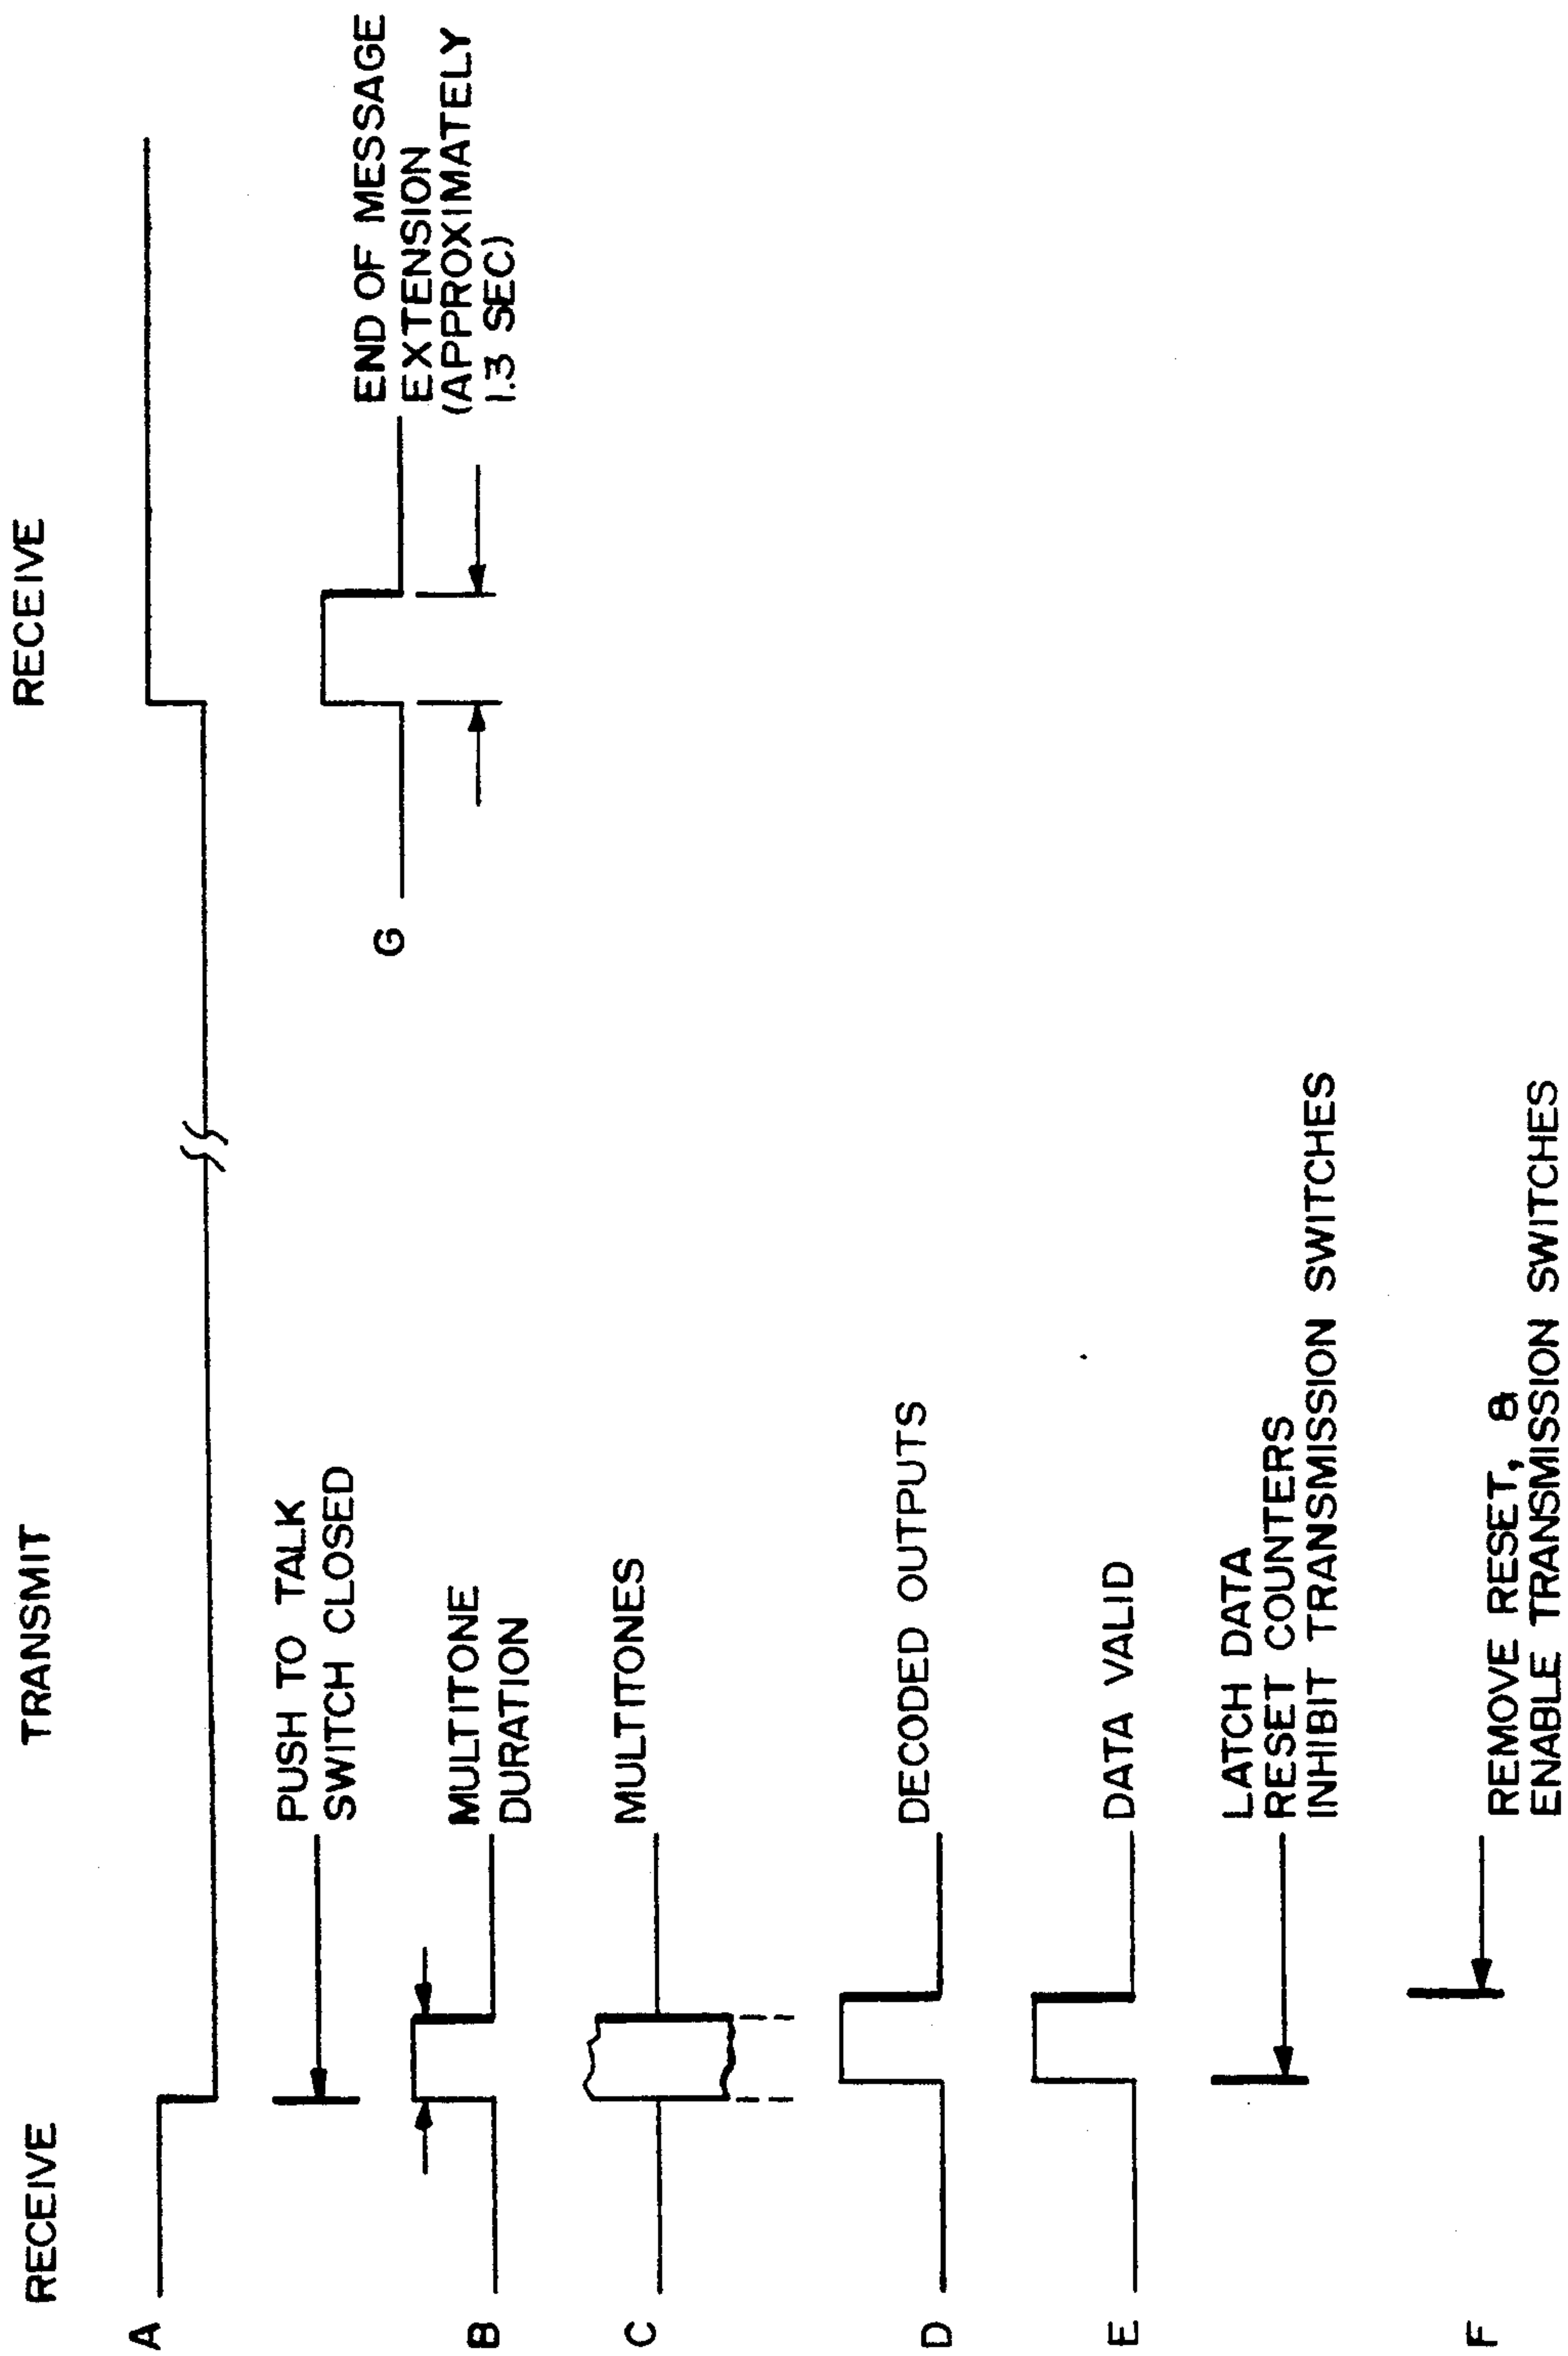 RECEIVE
TRANSMIT
RECEIVE
A
PUSH TO TALK
SWITCH CLOSED
B
MULTITONE
DURATION
G
END OF MESSAGE
EXTENSION
(APPROXIMATELY
1.3 SEC)
C
MULTITONES
D
DECODED OUTPUTS
E
DATA VALID
LATCH DATA
RESET COUNTERS
INHIBIT TRANSMISSION SWITCHES
F
REMOVE RESET, &
ENABLE TRANSMISSION SWITCHES